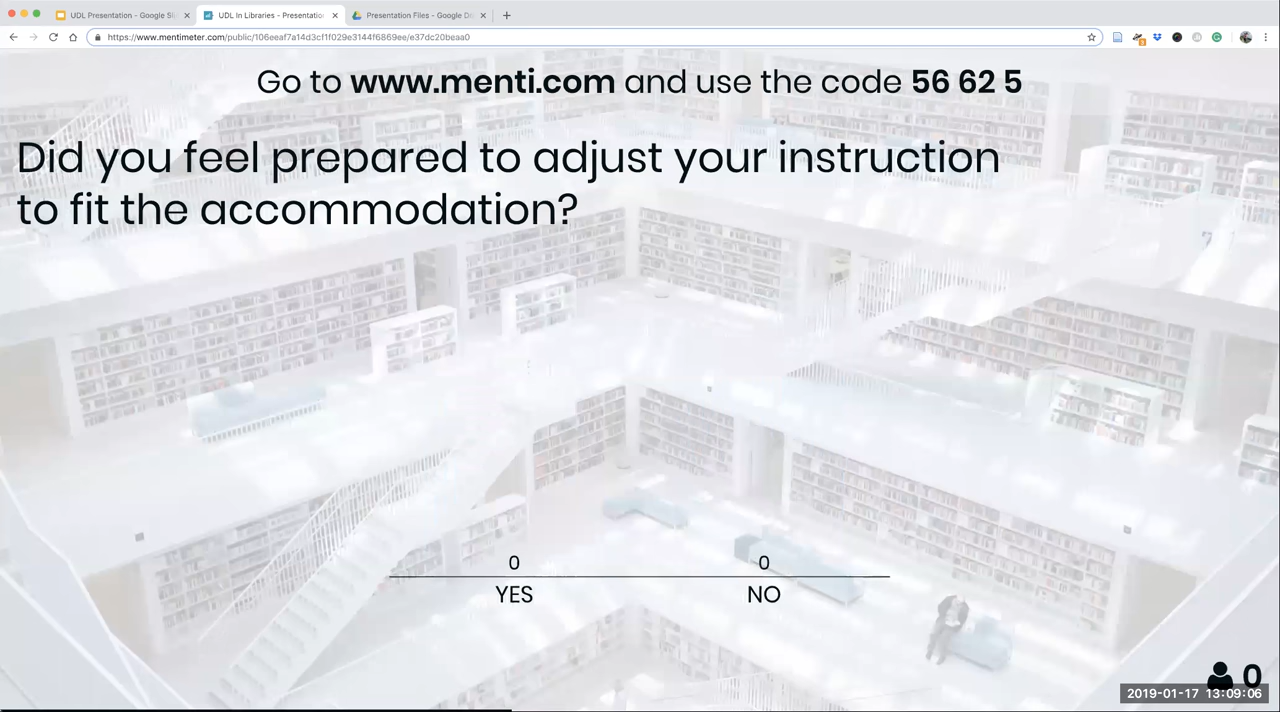 UDL Presentation - Google Sli
UDL In Libraries - Presentatio
Presentation Files - Google Do
https://www.mentimeter.com/public/106eeaf7a14d3cf1f029e3144f6869ee/e37dc20beaa0
Go to www.menti.com and use the code 56 62 5
Did you feel prepared to adjust your instruction
to fit the accommodation?
0 0
YES NO
0
2019-01-17 13:09:06